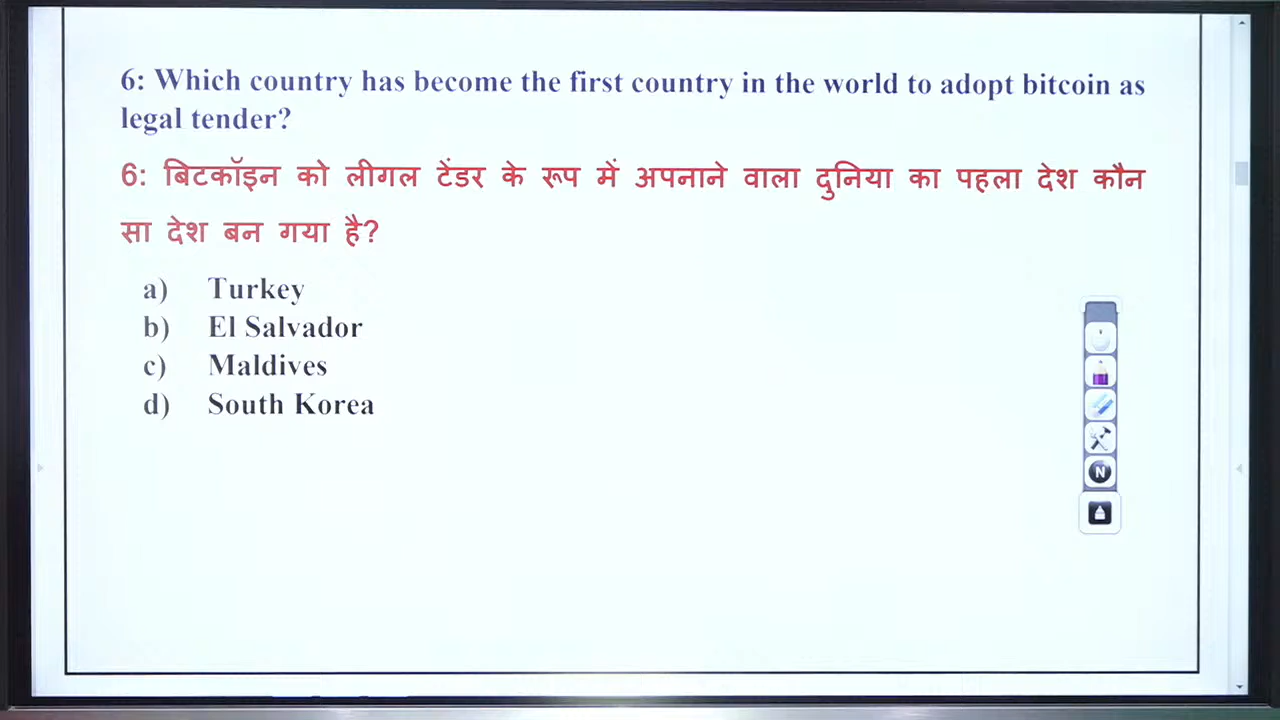 6: Which country has become the first country in the world to adopt bitcoin as
legal tender?
6: बिटकॉइन को लीगल टेंडर के रूप में अपनाने वाला दुनिया का पहला देश कौन
सा देश बन गया है?
a) Turkey
b) El Salvador
c) Maldives
d) South Korea
N